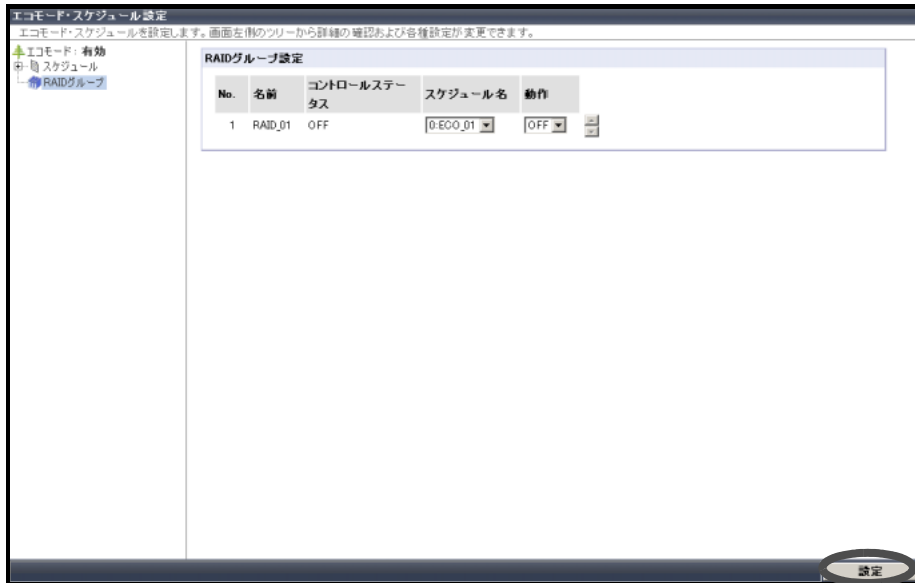 エコモード・スケジュール設定
エコモード・スケジュールを設定します。画面左側のツリーから詳細の確認および各種設定が変更できます。
エコモード: 有効
スケジュール
RAIDグループ
RAIDグループ設定
No. 名前 コントロールステータス スケジュール名 動作
1 RAID_01 OFF 0:ECO_01 OFF
設定